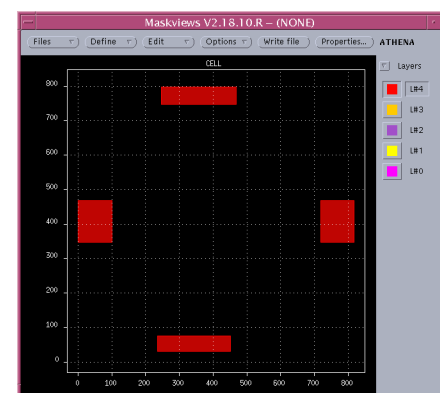 Maskviews V2.18.10.R – (NONE)
Files Define Edit Options Write file Properties... ATHENA
CELL
Layers
L#4
L#3
L#2
L#1
L#0
800
700
600
500
400
300
200
100
0
0 100 200 300 400 500 600 700 800